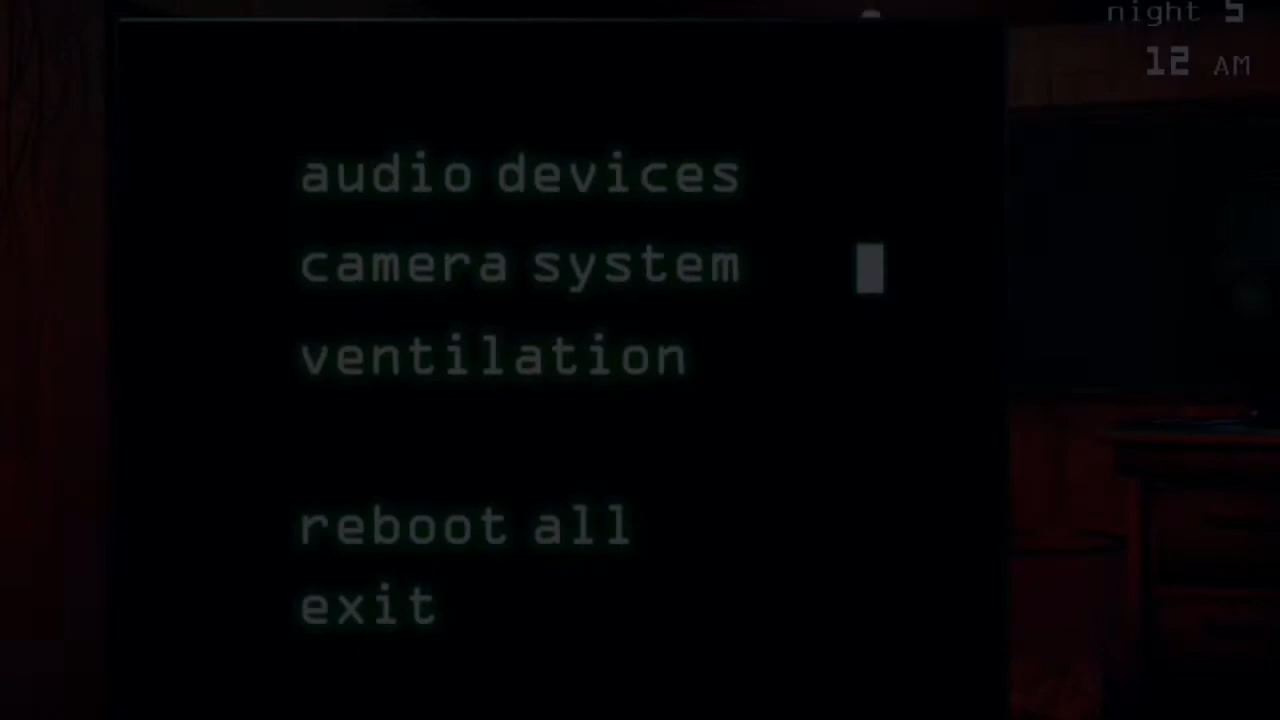 night 5
12 AM
audio devices
camera system
ventilation
reboot all
exit